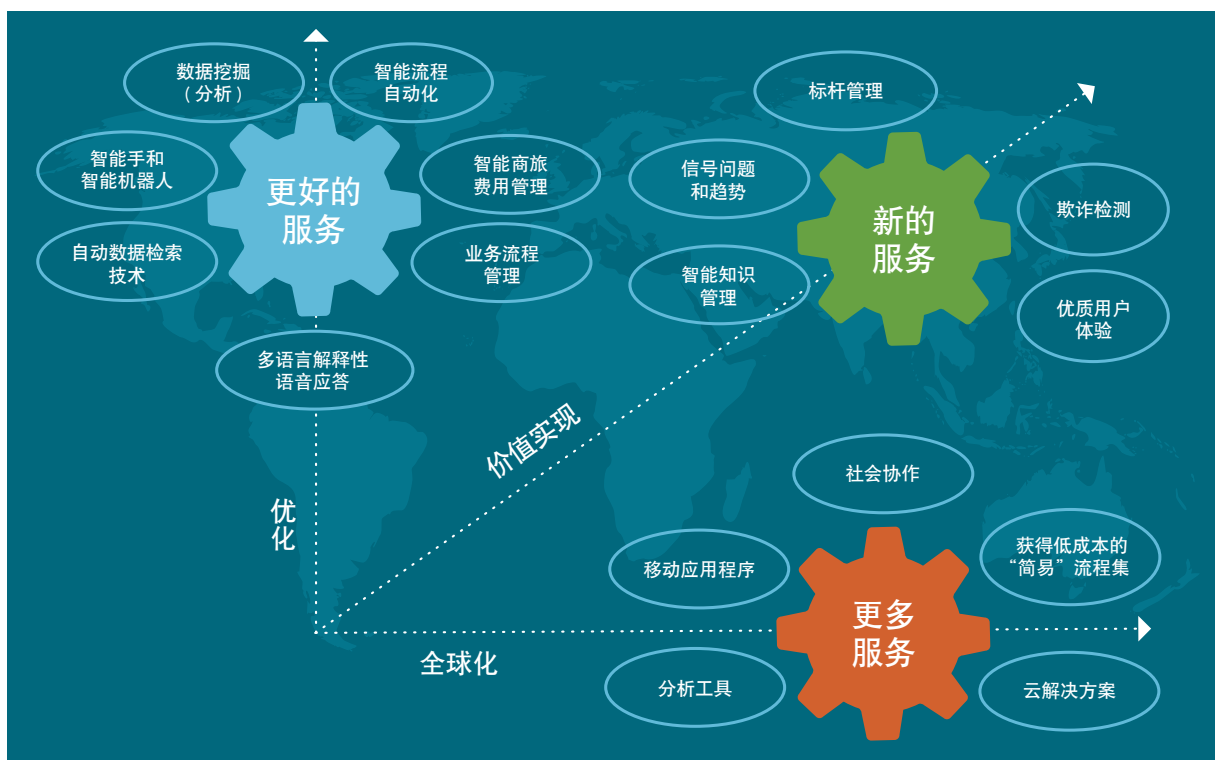 数据挖掘
（分析）
智能流程
自动化
智能手和
智能机器人
更好的
服务
智能商旅
费用管理
自动数据检索
技术
业务流程
管理
多语言解释性
语音应答
优
化
标杆管理
信号问题
和趋势
新的
服务
欺诈检测
智能知识
管理
优质用户
体验
价值实现
社会协作
移动应用程序
获得低成本的
“简易”流程集
更多
服务
全球化
分析工具
云解决方案